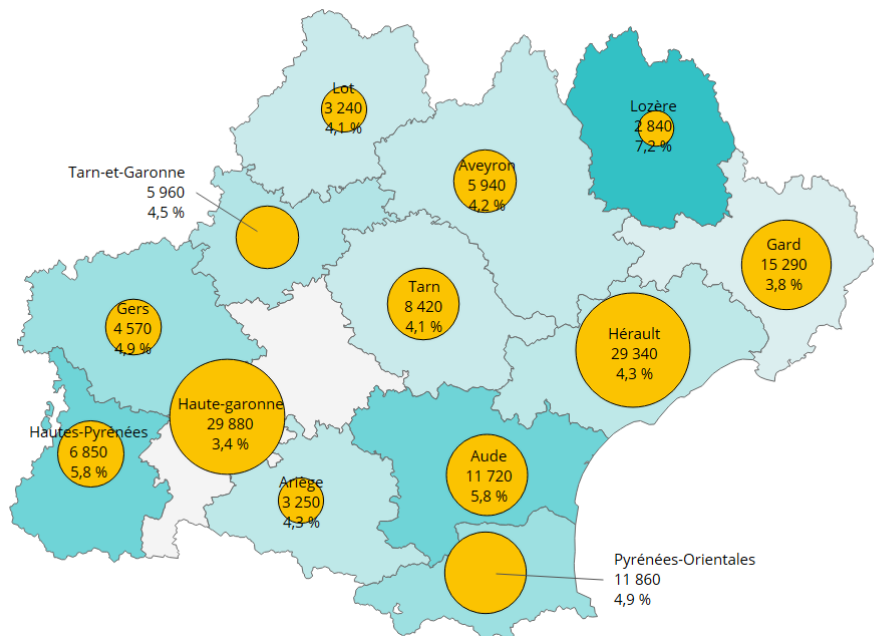 Lot
3 240
4,1 %
Lozère
2 840
7,2 %
Tarn-et-Garonne
5 960
4,5 %
Aveyron
5 940
4,2 %
Gard
15 290
3,8 %
Gers
4 570
4,9 %
Tarn
8 420
4,1 %
Hérault
29 340
4,3 %
Haute-garonne
29 880
3,4 %
Hautes-Pyrénées
6 850
5,8 %
Ariège
3 250
4,3 %
Aude
11 720
5,8 %
Pyrénées-Orientales
11 860
4,9 %